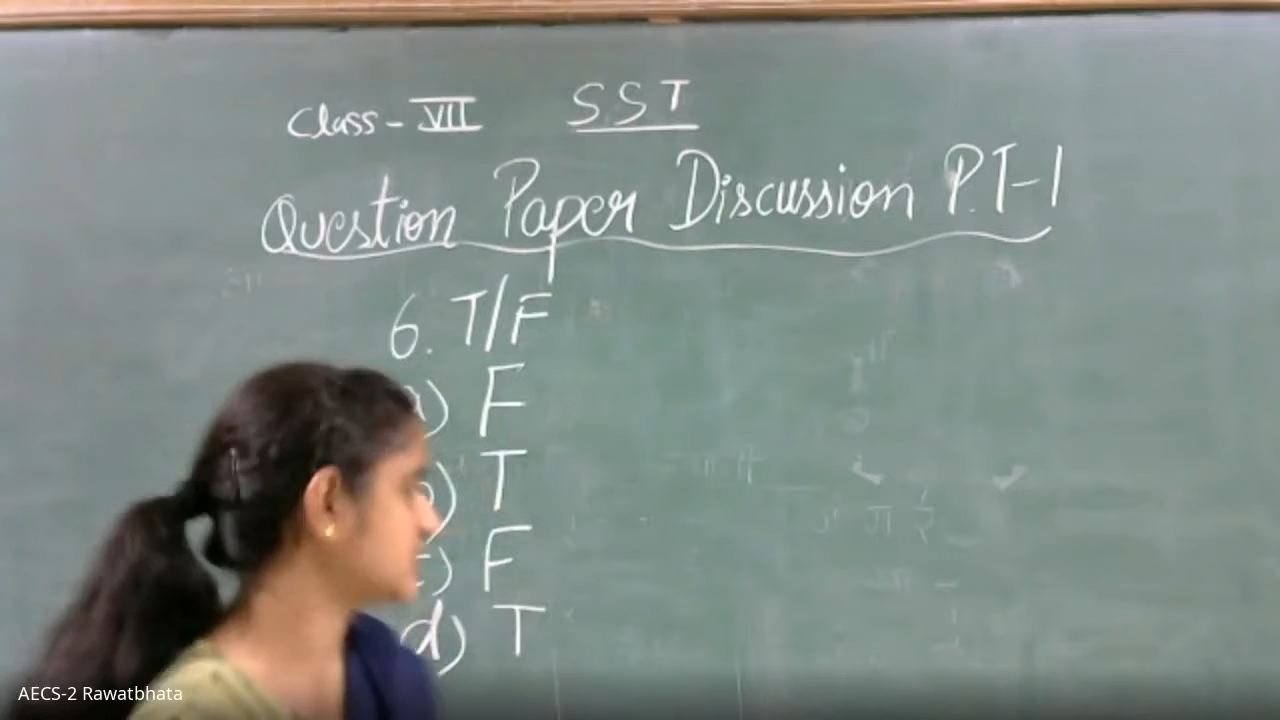 Class - VII SST
Question Paper Discussion P.T-1
6. T/F
a) F
b) T
c) F
d) T
AECS-2 Rawatbhata